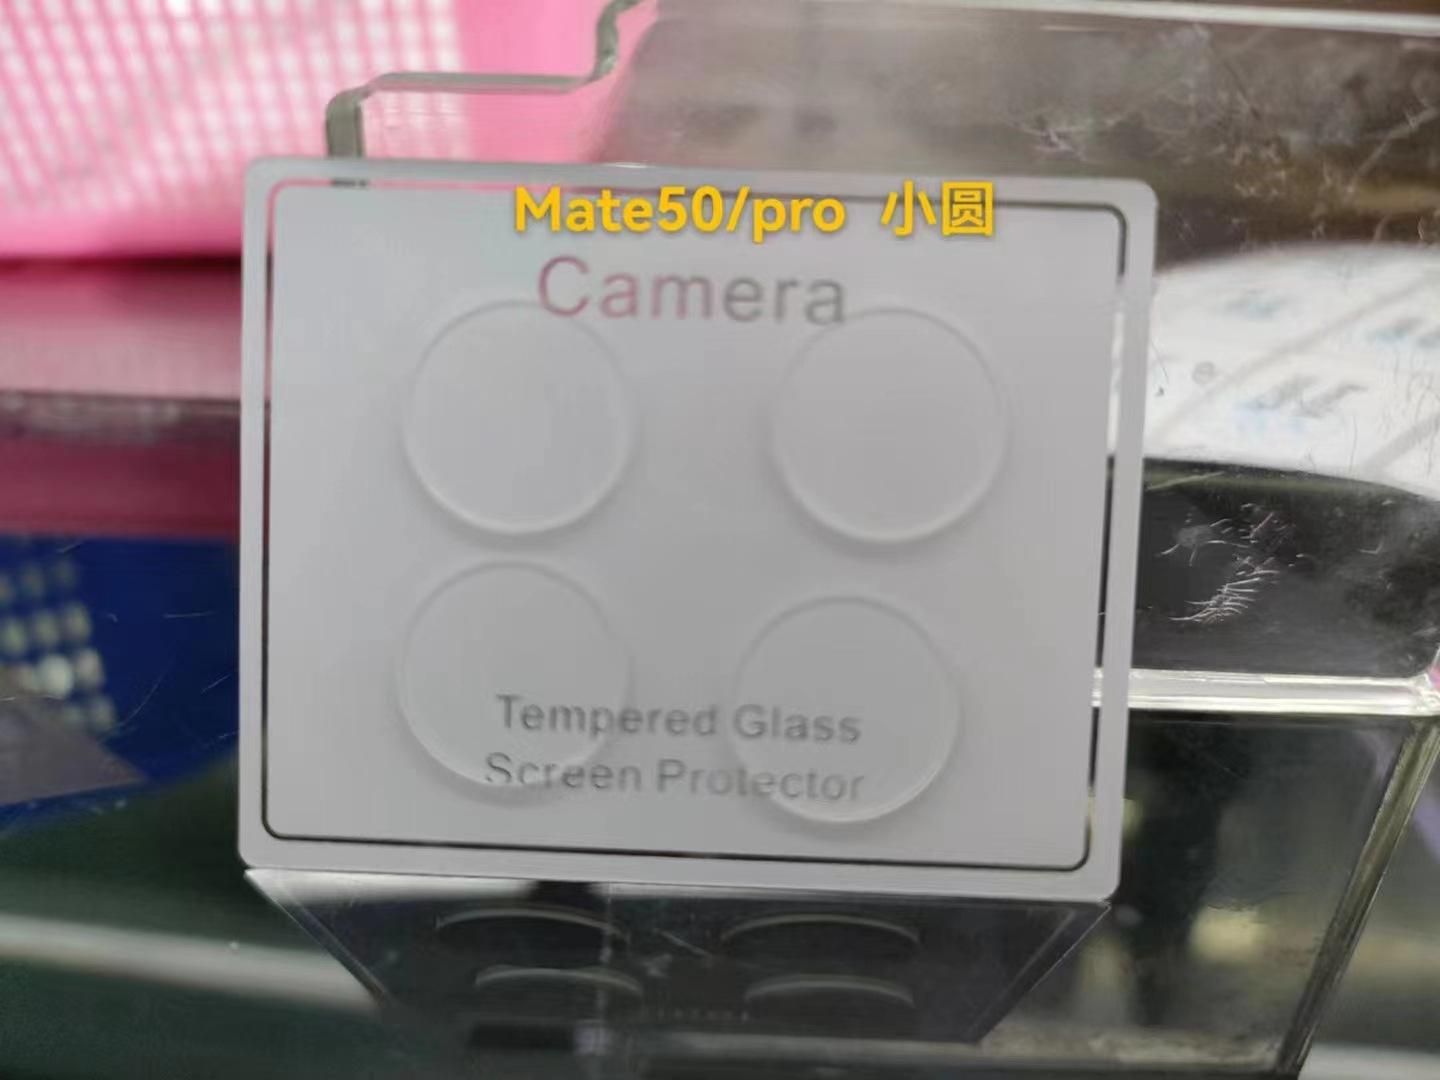 Mate50/pro 小圆
Camera
Tempered Glass
Screen Protector